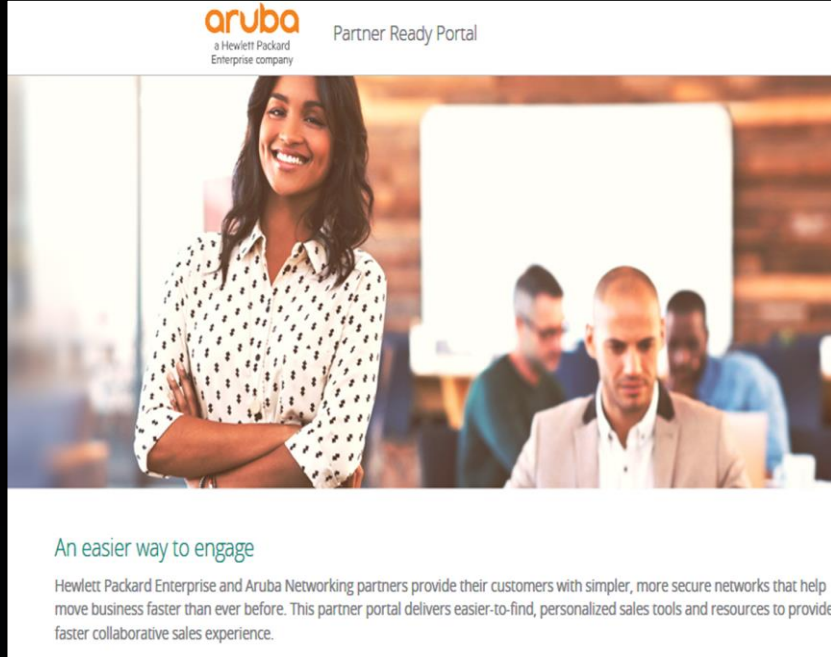 aruba
a Hewlett Packard
Enterprise company
Partner Ready Portal
An easier way to engage
Hewlett Packard Enterprise and Aruba Networking partners provide their customers with simpler, more secure networks that help
move business faster than ever before. This partner portal delivers easier-to-find, personalized sales tools and resources to provide
faster collaborative sales experience.